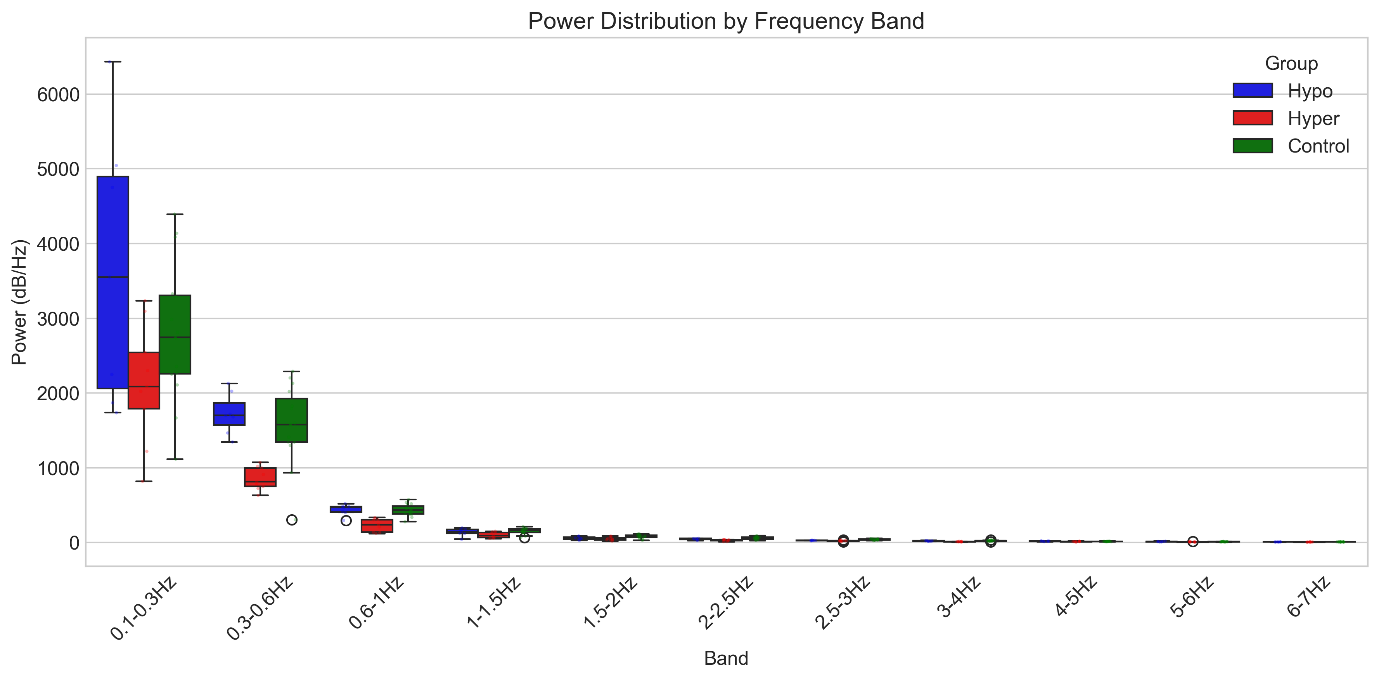 Power Distribution by Frequency Band
Group
Hypo
Hyper
Control
Power (dB/Hz)
6000
5000
4000
3000
2000
1000
0
0.1-0.3Hz
0.3-0.6Hz
0.6-1Hz
1-1.5Hz
1.5-2Hz
2-2.5Hz
2.5-3Hz
3-4Hz
4-5Hz
5-6Hz
6-7Hz
Band